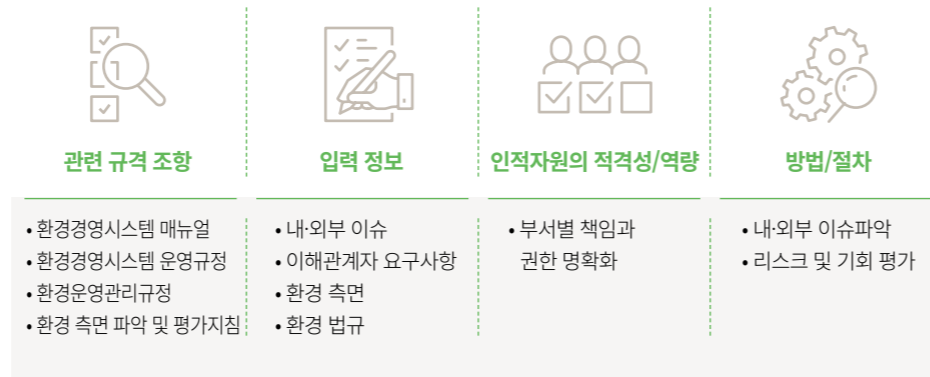 관련 규격 조항
• 환경경영시스템 매뉴얼
• 환경경영시스템 운영규정
• 환경운영관리규정
• 환경 측면 파악 및 평가지침
입력 정보
• 내·외부 이슈
• 이해관계자 요구사항
• 환경 측면
• 환경 법규
인적자원의 적격성/역량
• 부서별 책임과
권한 명확화
방법/절차
• 내·외부 이슈파악
• 리스크 및 기회 평가